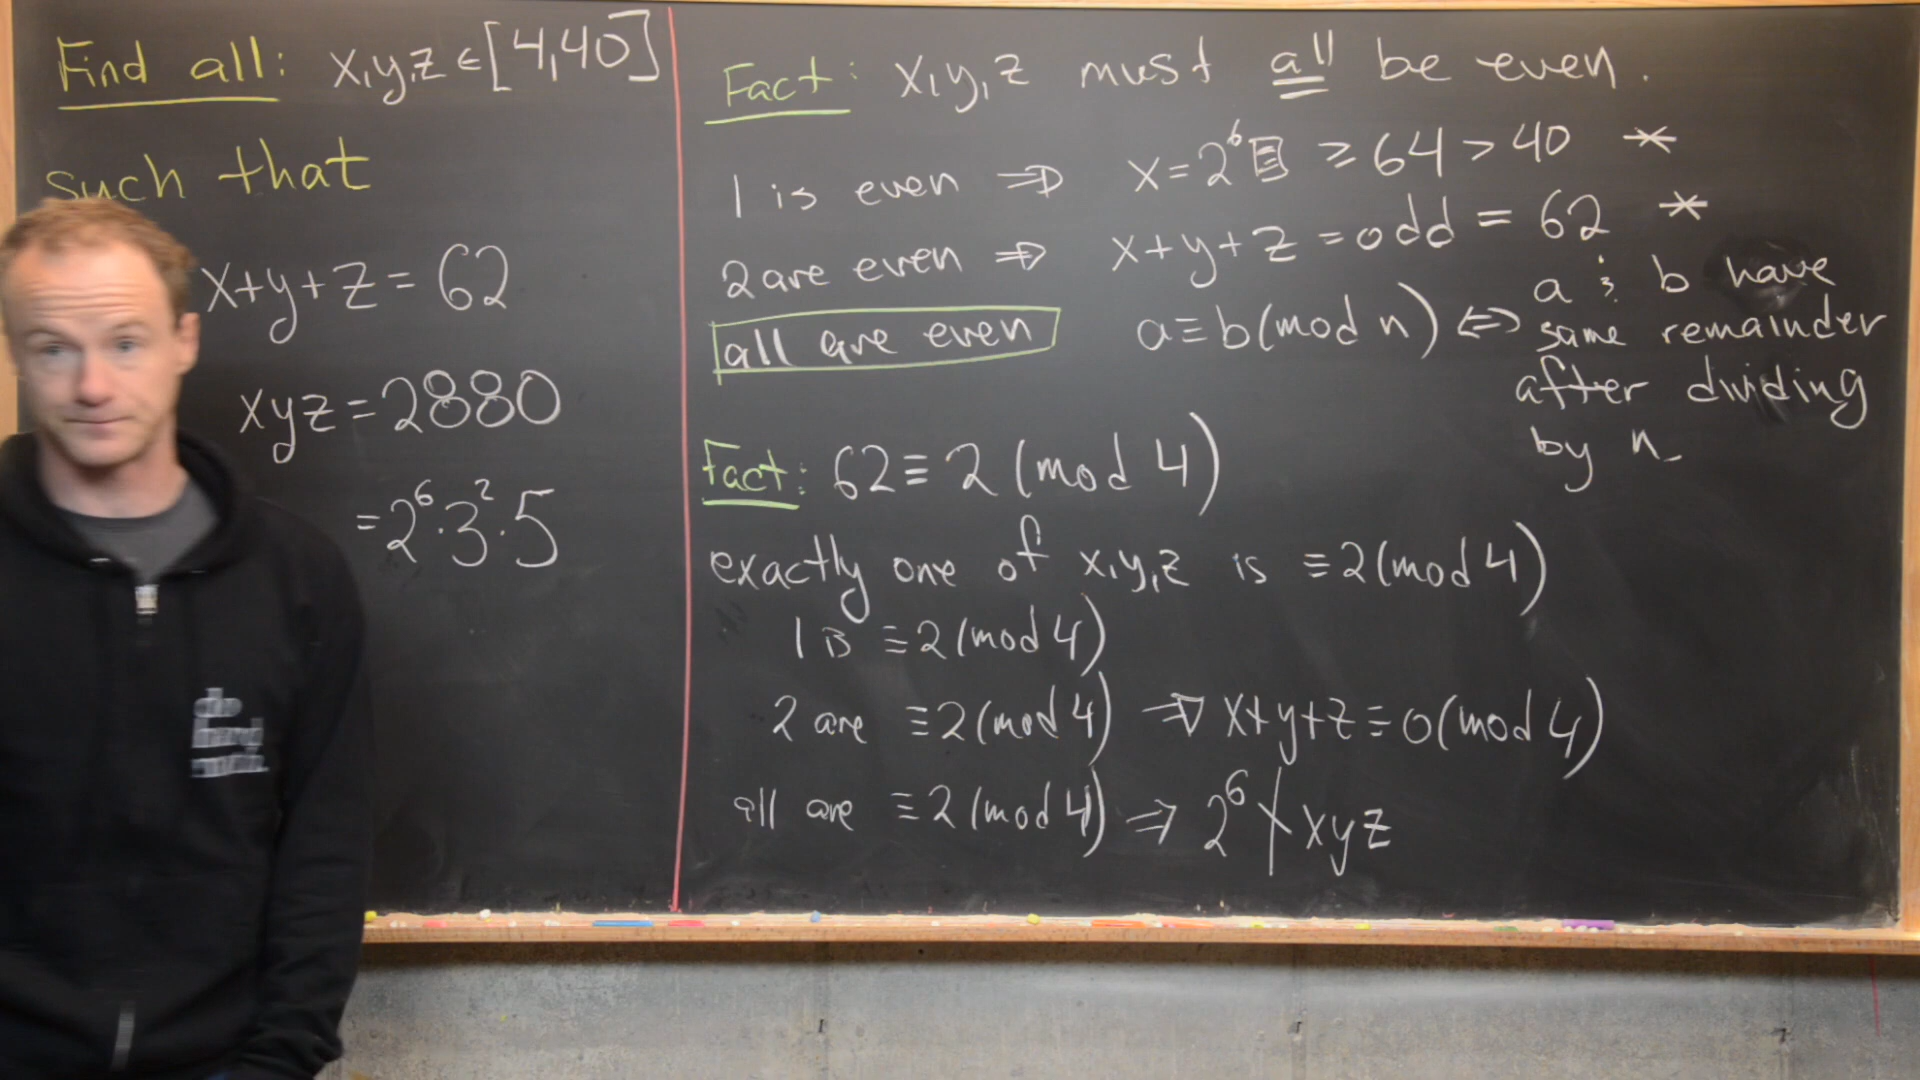 Find all: x,y,z ∈ [4,40]
such that
x+y+z = 62
xyz = 2880
= 2⁶·3²·5
Fact: x,y,z must all be even.
1 is even ⇒ x = 2⁶ ≥ 64 > 40 ※
2 are even ⇒ x+y+z = odd = 62 ※
all are even
a ≡ b (mod n) ⇔ a & b have
same remainder
after dividing
by n
Fact: 62 ≡ 2 (mod 4)
exactly one of x,y,z is ≡ 2 (mod 4)
1 is ≡ 2 (mod 4)
2 are ≡ 2 (mod 4) ⇒ x+y+z ≡ 0 (mod 4)
all are ≡ 2 (mod 4) ⇒ 2⁶ ∤ xyz